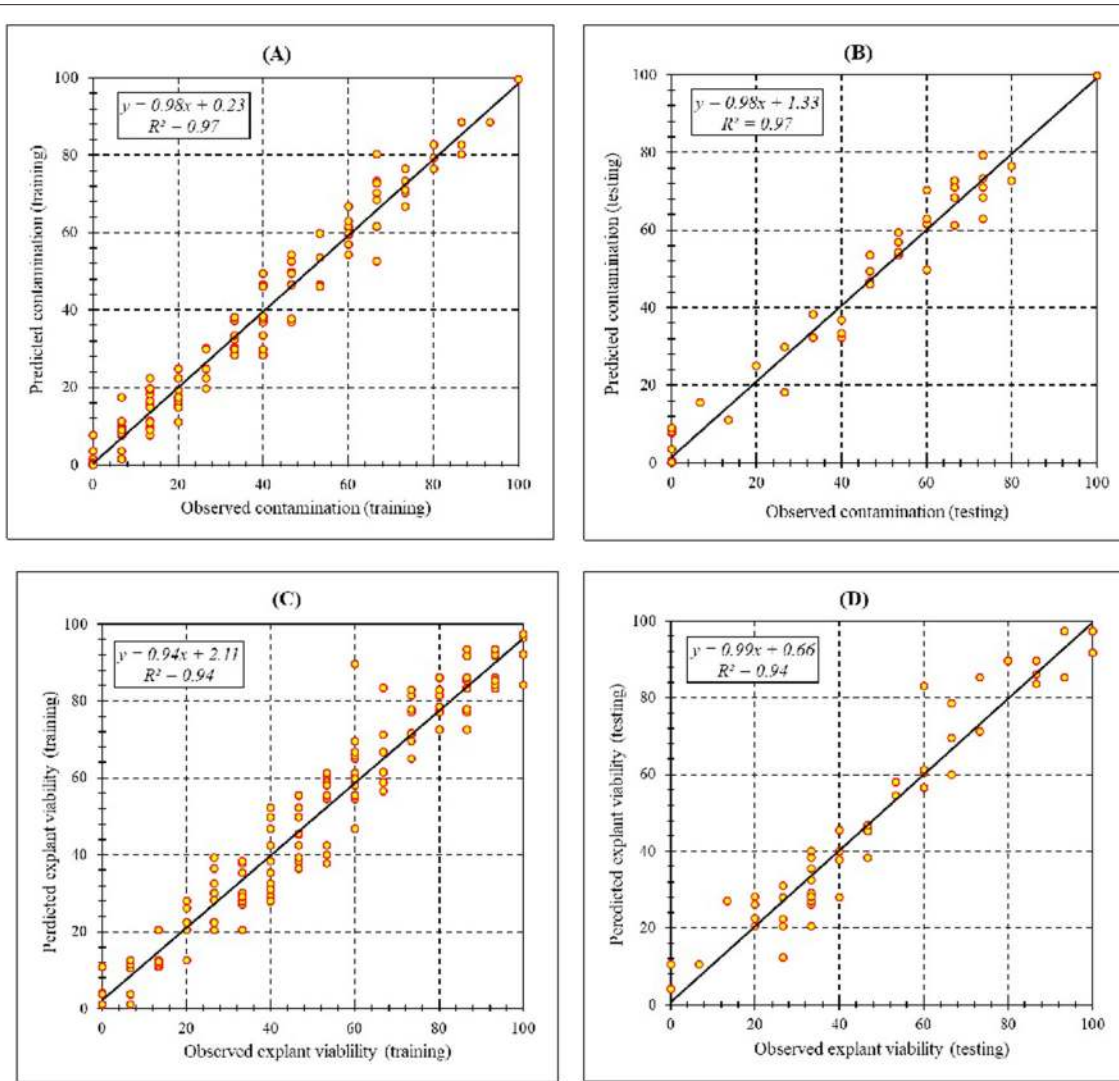 (A)
y = 0.98x + 0.23
R² – 0.97
Predicted contamination (training)
100
80
60
40
20
0
0 20 40 60 80 100
Observed contamination (training)
(B)
y – 0.98x + 1.33
R² = 0.97
Predicted contamination (testing)
100
80
60
40
20
0
0 20 40 60 80 100
Observed contamination (testing)
(C)
y = 0.94x + 2.11
R² – 0.94
Perdicted explant viability (training)
100
80
60
40
20
0
0 20 40 60 80 100
Observed explant viablility (training)
(D)
y = 0.99x + 0.66
R² – 0.94
Peredicted explant viability (testing)
100
80
60
40
20
0
0 20 40 60 80 100
Observed explant viability (testing)